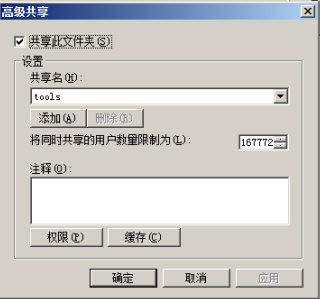 高级共享
共享此文件夹(S)
设置
共享名(H):
tools
添加(A) 删除(R)
将同时共享的用户数量限制为(L): 167772
注释(O):
权限(P) 缓存(C)
确定 取消 应用